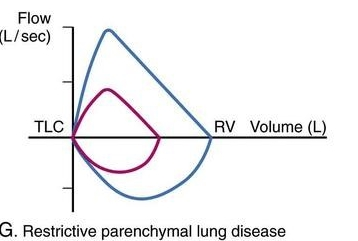 Flow
(L/sec)
TLC RV Volume (L)
G. Restrictive parenchymal lung disease